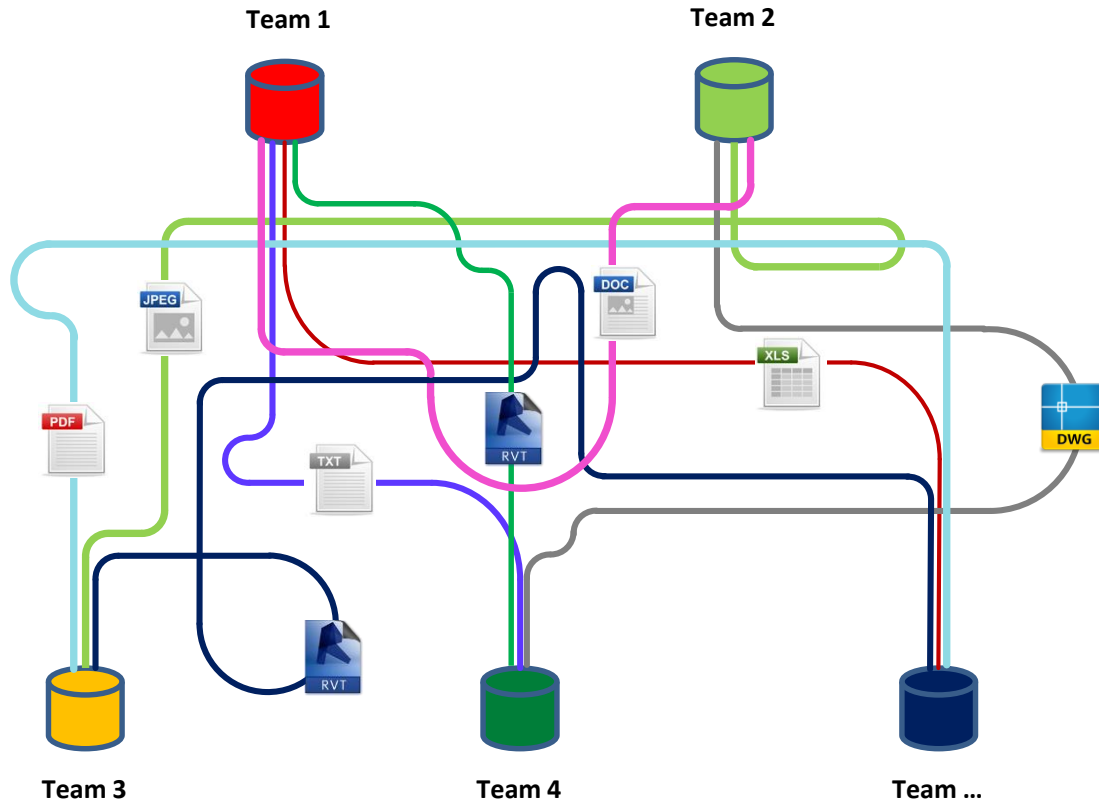 Team 1
Team 2
DOC
JPEG
XLS
PDF
DWG
RVT
TXT
RVT
Team 3
Team 4
Team ...